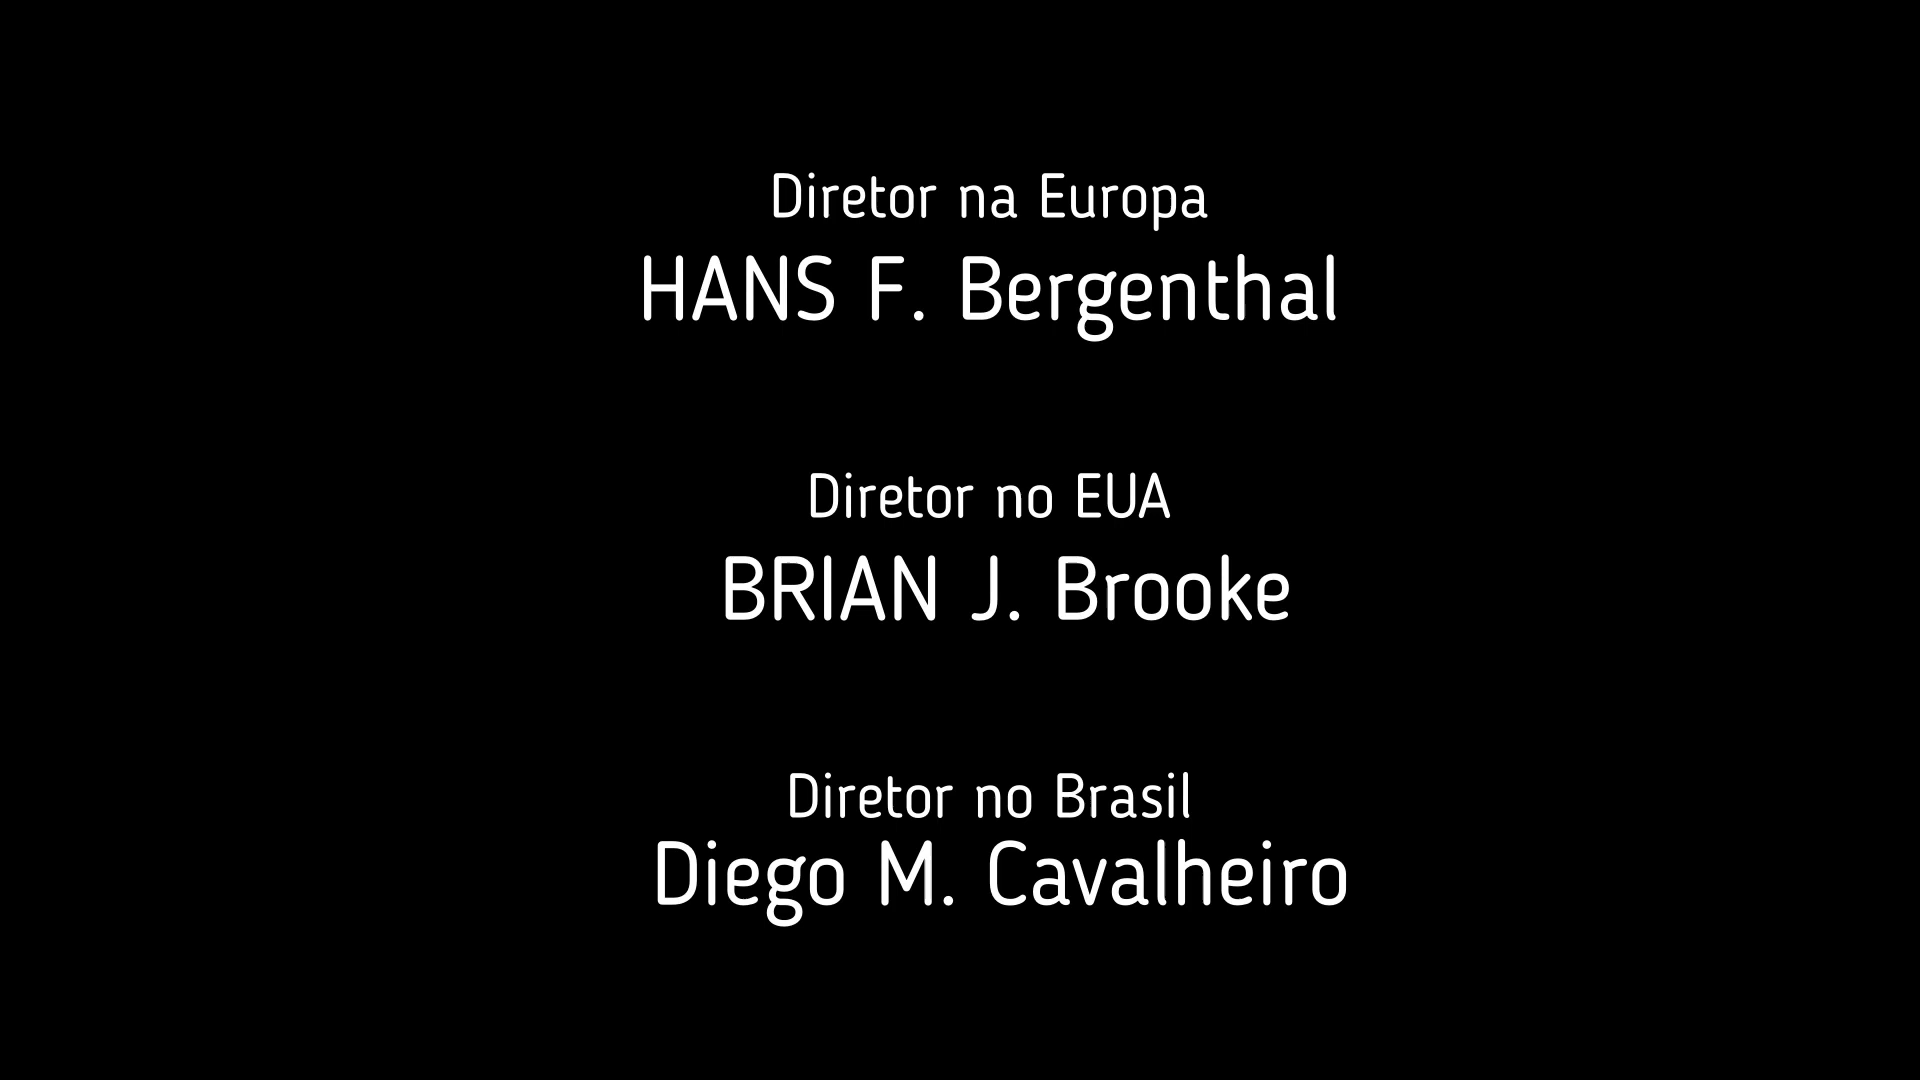 Diretor na Europa
HANS F. Bergenthal
Diretor no EUA
BRIAN J. Brooke
Diretor no Brasil
Diego M. Cavalheiro